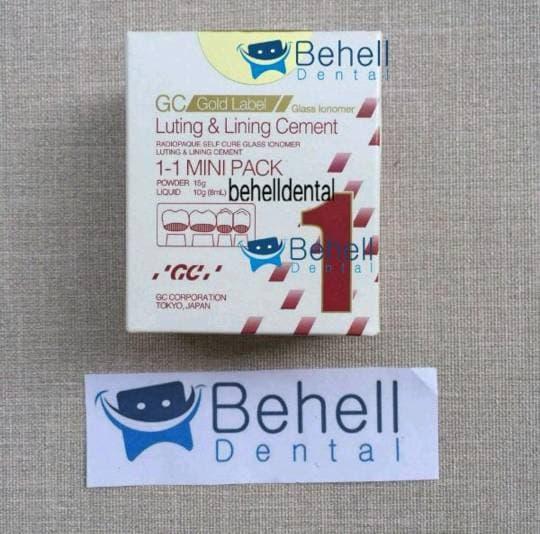 Behell
Dental
GC Gold Label Glass Ionomer
Luting & Lining Cement
RADIOPAQUE SELF CURE GLASS IONOMER
LUTING & LINING CEMENT
1-1 MINI PACK
POWDER 15g
LIQUID 10g (8mL)
behelldental
1
Behell
Dental
'GC.'
GC CORPORATION
TOKYO, JAPAN
Behell
Dental